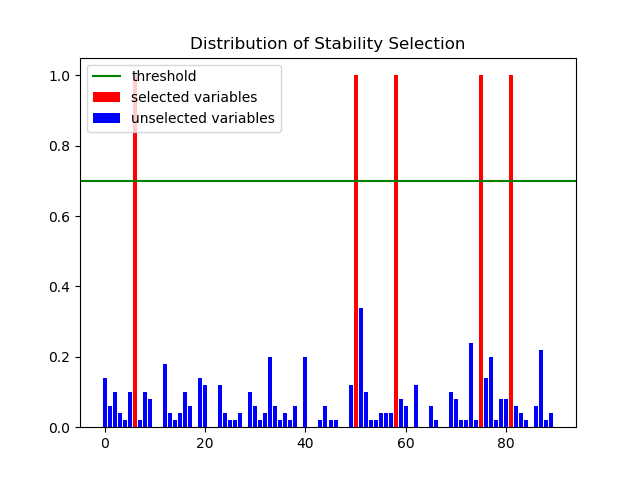 Distribution of Stability Selection
threshold
selected variables
unselected variables
1.0
0.8
0.6
0.4
0.2
0.0
0 20 40 60 80